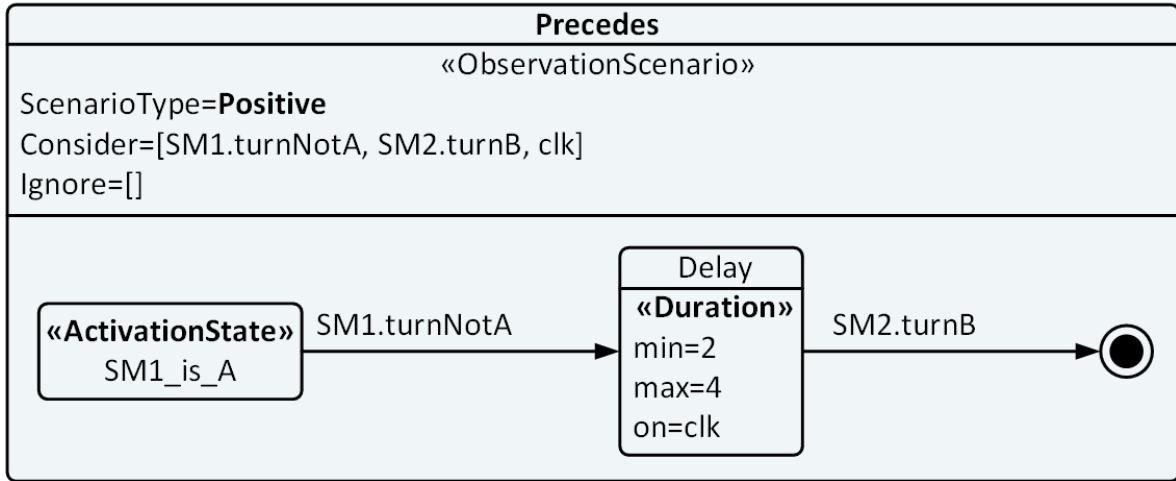 Precedes
«ObservationScenario»
ScenarioType=Positive
Consider=[SM1.turnNotA, SM2.turnB, clk]
Ignore=[]
«ActivationState»
SM1_is_A
SM1.turnNotA
Delay
«Duration»
min=2
max=4
on=clk
SM2.turnB